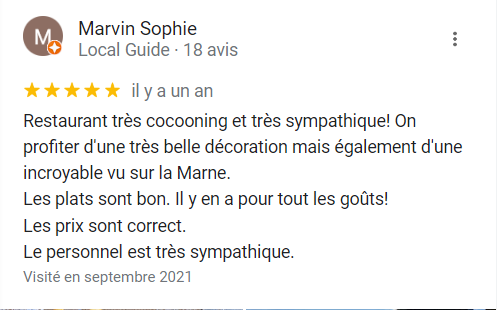 M
Marvin Sophie
Local Guide · 18 avis
il y a un an
Restaurant très cocooning et très sympathique! On
profiter d'une très belle décoration mais également d'une
incroyable vu sur la Marne.
Les plats sont bon. Il y en a pour tout les goûts!
Les prix sont correct.
Le personnel est très sympathique.
Visité en septembre 2021